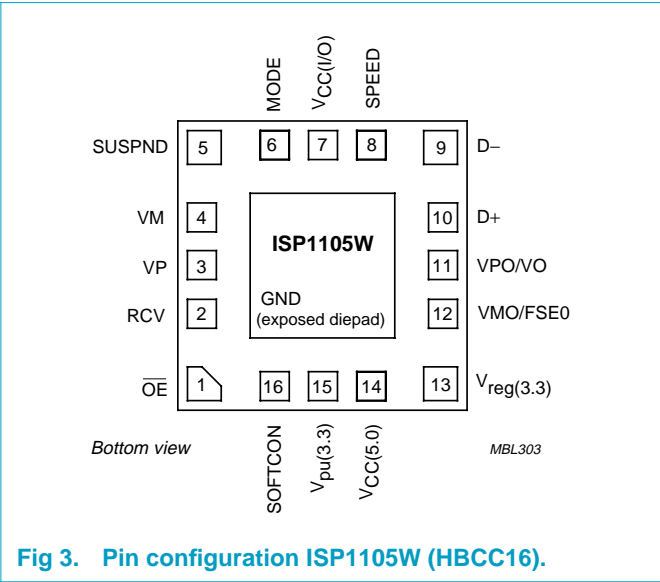 MODE
VCC(I/O)
SPEED
SUSPND 5 6 7 8 9 D−
VM 4 10 D+
ISP1105W
VP 3 11 VPO/VO
GND
(exposed diepad)
RCV 2 12 VMO/FSE0
OE 1 16 15 14 13 Vreg(3.3)
Bottom view
MBL303
SOFTCON
Vpu(3.3)
VCC(5.0)
Fig 3. Pin configuration ISP1105W (HBCC16).